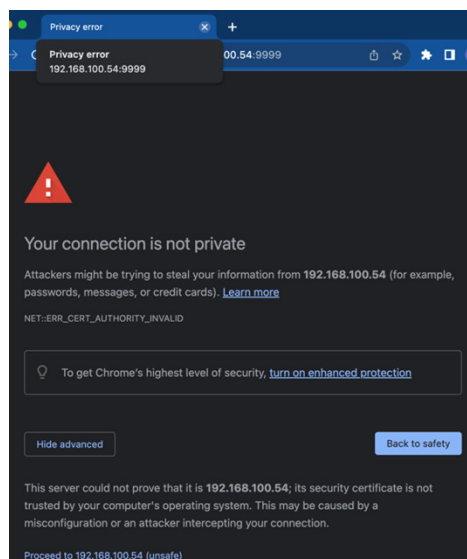 Privacy error
Privacy error
192.168.100.54:9999
00.54:9999
Your connection is not private
Attackers might be trying to steal your information from 192.168.100.54 (for example,
passwords, messages, or credit cards). Learn more
NET::ERR_CERT_AUTHORITY_INVALID
To get Chrome's highest level of security, turn on enhanced protection
Hide advanced
Back to safety
This server could not prove that it is 192.168.100.54; its security certificate is not
trusted by your computer's operating system. This may be caused by a
misconfiguration or an attacker intercepting your connection.
Proceed to 192.168.100.54 (unsafe)